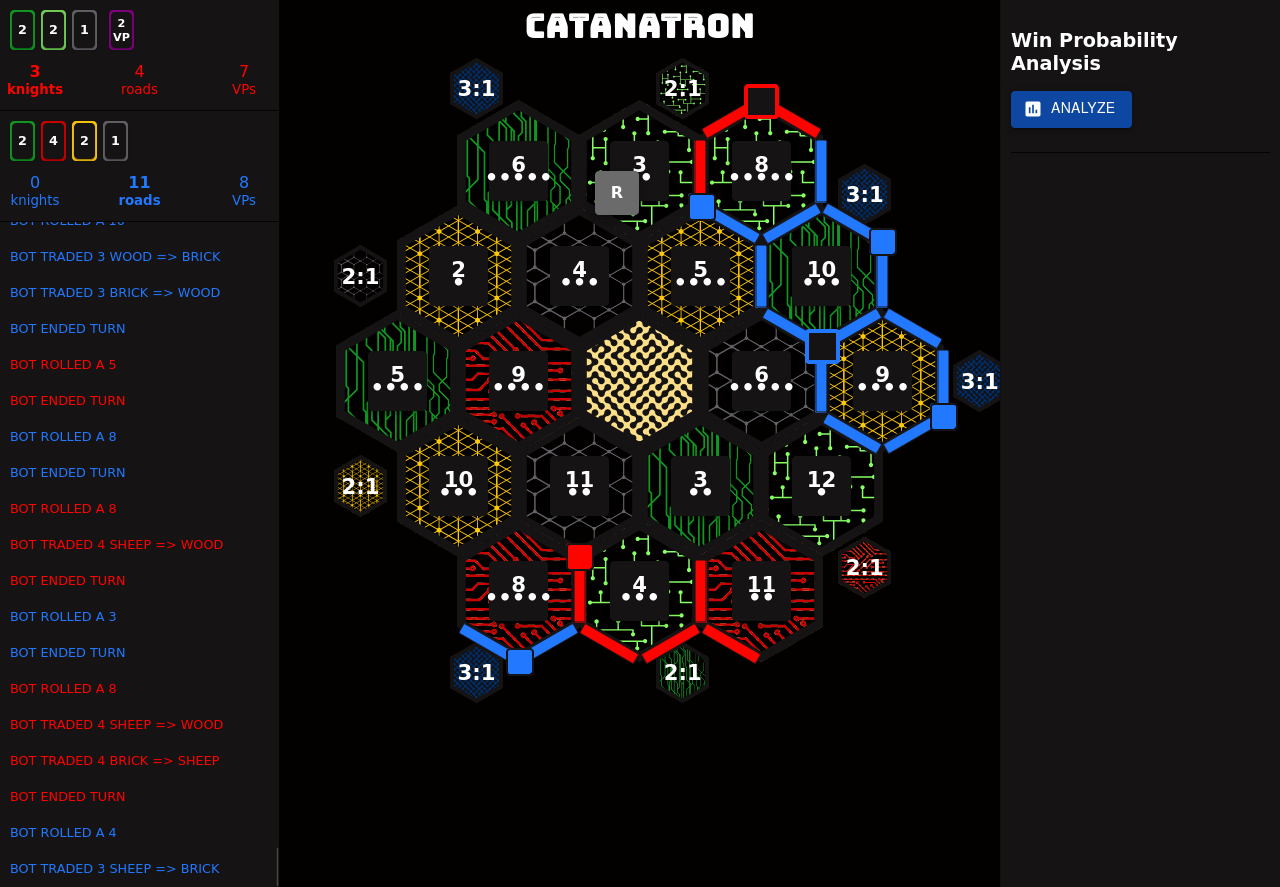 2 2 1 2 VP
3 4 7
knights roads VPs
2 4 2 1
0 11 8
knights roads VPs
BOT ROLLED A 10
BOT TRADED 3 WOOD => BRICK
BOT TRADED 3 BRICK => WOOD
BOT ENDED TURN
BOT ROLLED A 5
BOT ENDED TURN
BOT ROLLED A 8
BOT ENDED TURN
BOT ROLLED A 8
BOT TRADED 4 SHEEP => WOOD
BOT ENDED TURN
BOT ROLLED A 3
BOT ENDED TURN
BOT ROLLED A 8
BOT TRADED 4 SHEEP => WOOD
BOT TRADED 4 BRICK => SHEEP
BOT ENDED TURN
BOT ROLLED A 4
BOT TRADED 3 SHEEP => BRICK
CATANATRON
3:1 2:1
6 3 8
R 3:1
2:1 2 4 5 10
5 9 6 9 3:1
2:1 10 11 3 12
8 4 11 2:1
3:1 2:1
Win Probability
Analysis
ANALYZE